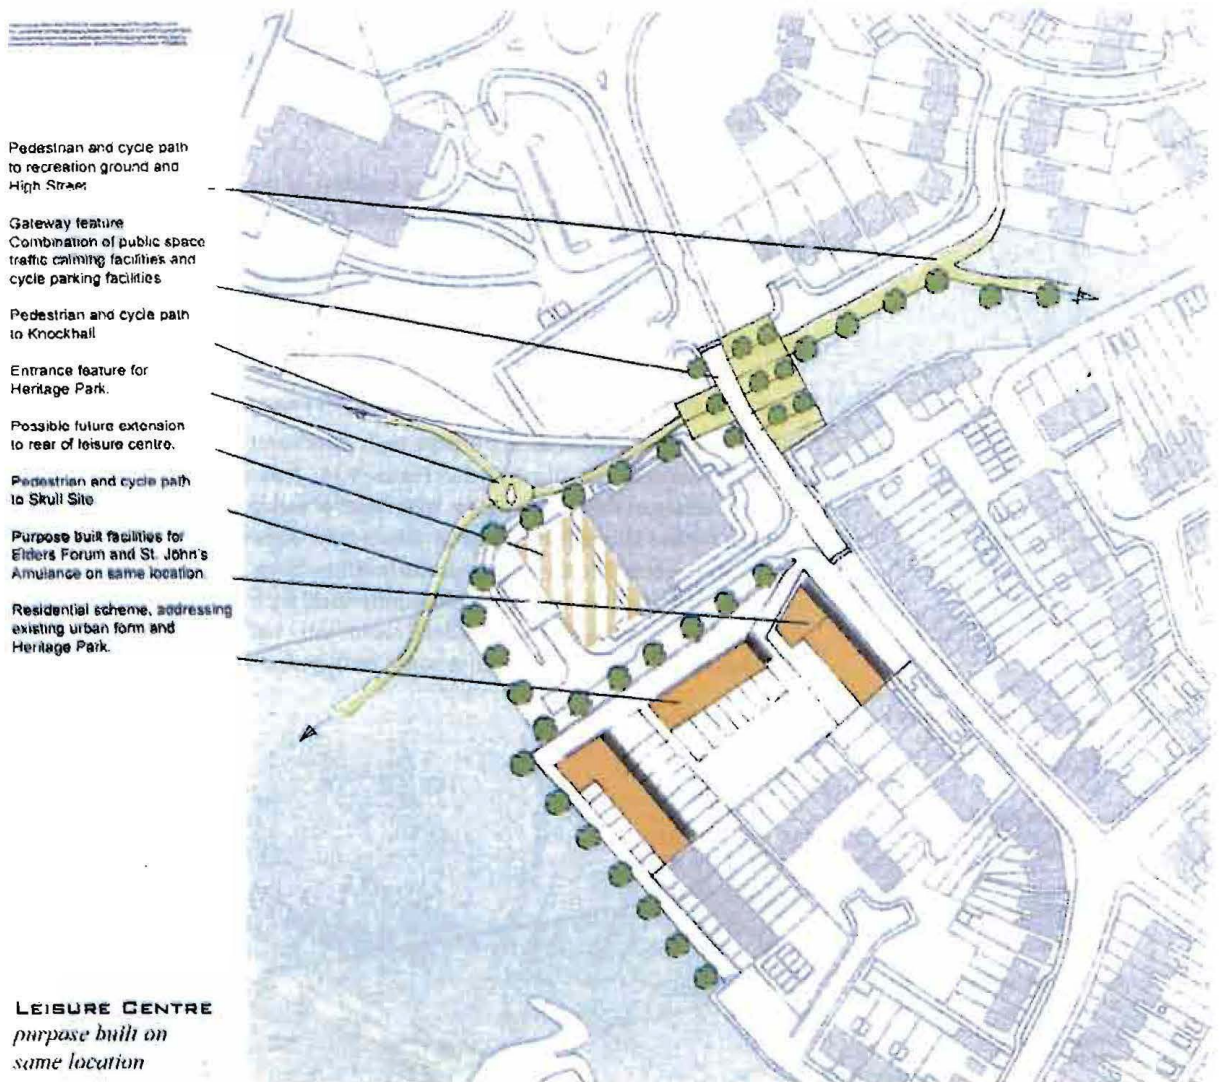 Pedestrian and cycle path
to recreation ground and
High Street
Gateway feature
Combination of public space
traffic calming facilities and
cycle parking facilities
Pedestrian and cycle path
to Knockhall
Entrance feature for
Heritage Park.
Possible future extension
to rear of leisure centre.
Pedestrian and cycle path
to Skull Site
Purpose built facilities for
Elders Forum and St. John's
Amulance on same location
Residential scheme, addressing
existing urban form and
Heritage Park.
LEISURE CENTRE
purpose built on
same location